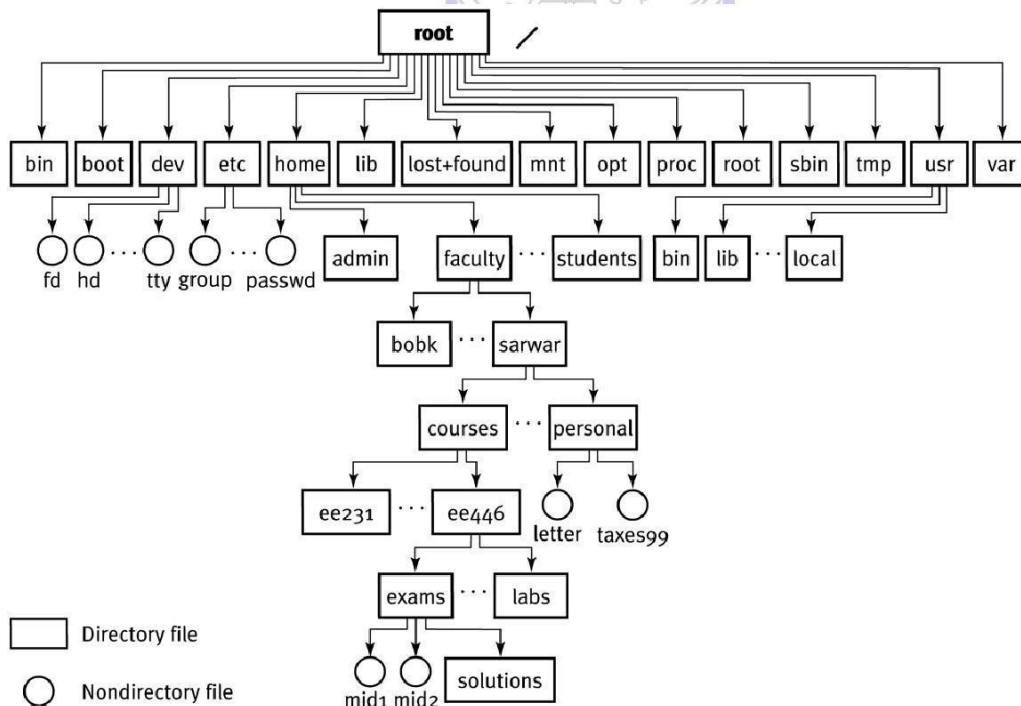 root /
bin boot dev etc home lib lost+found mnt opt proc root sbin tmp usr var
fd hd ... tty group ... passwd admin faculty ... students bin lib ... local
bobk ... sarwar
courses ... personal
ee231 ... ee446 letter taxes99
exams ... labs
Directory file
mid1 mid2 solutions
Nondirectory file